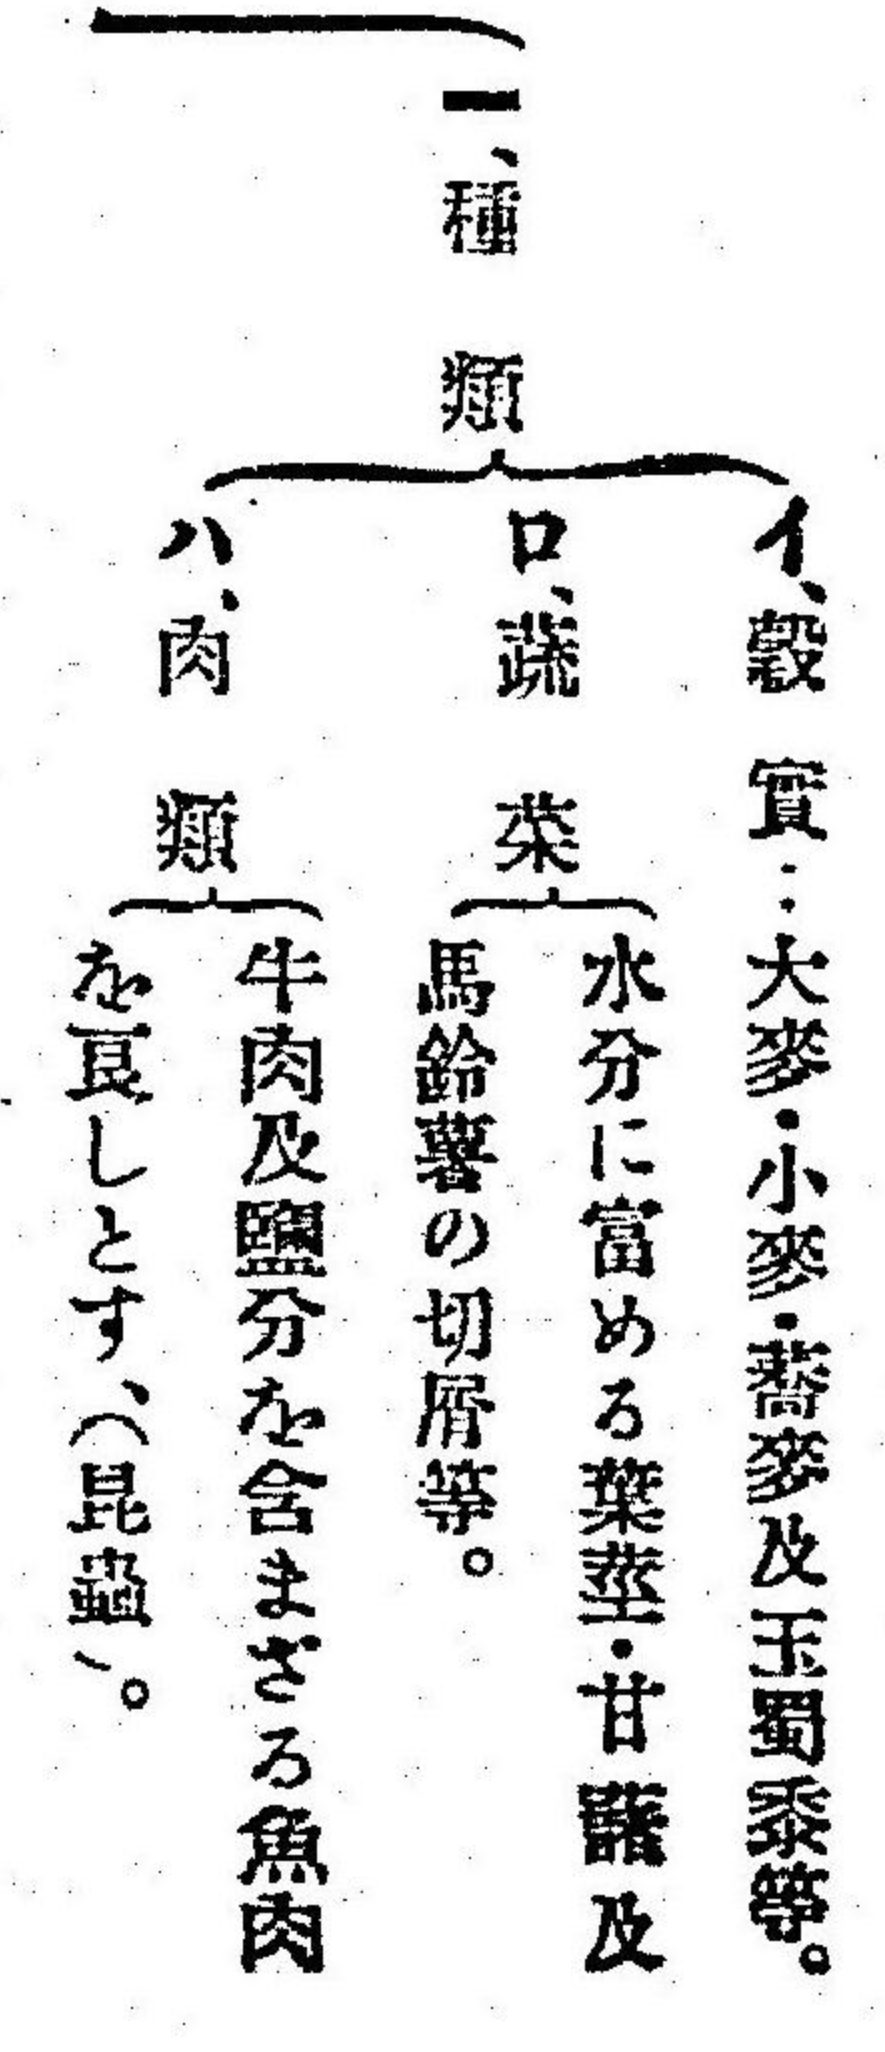 一、種類
イ、穀實‥大麥・小麥・蕎麥及玉蜀黍等。
ロ、蔬菜
水分に富める葉莖・甘藷及
馬鈴薯の切屑等。
ハ、肉類
牛肉及鹽分を含まざる魚肉
を良しとす、(昆蟲)。